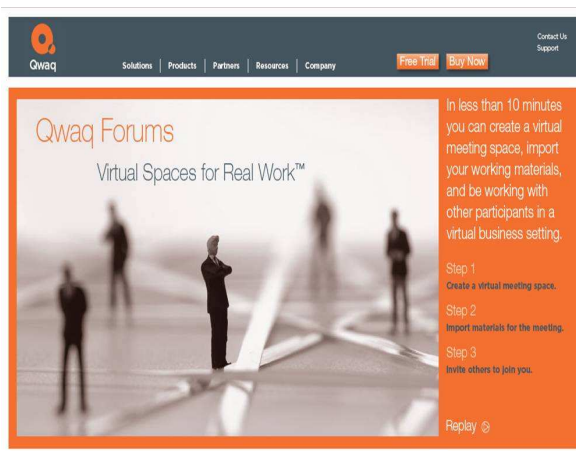 Qwaq
Solutions
Products
Partners
Resources
Company
Free Trial
Buy Now
Contact Us
Support
Qwaq Forums
Virtual Spaces for Real Work™
In less than 10 minutes
you can create a virtual
meeting space, import
your working materials,
and be working with
other participants in a
virtual business setting.
Step 1
Create a virtual meeting space.
Step 2
Import materials for the meeting.
Step 3
Invite others to join you.
Replay